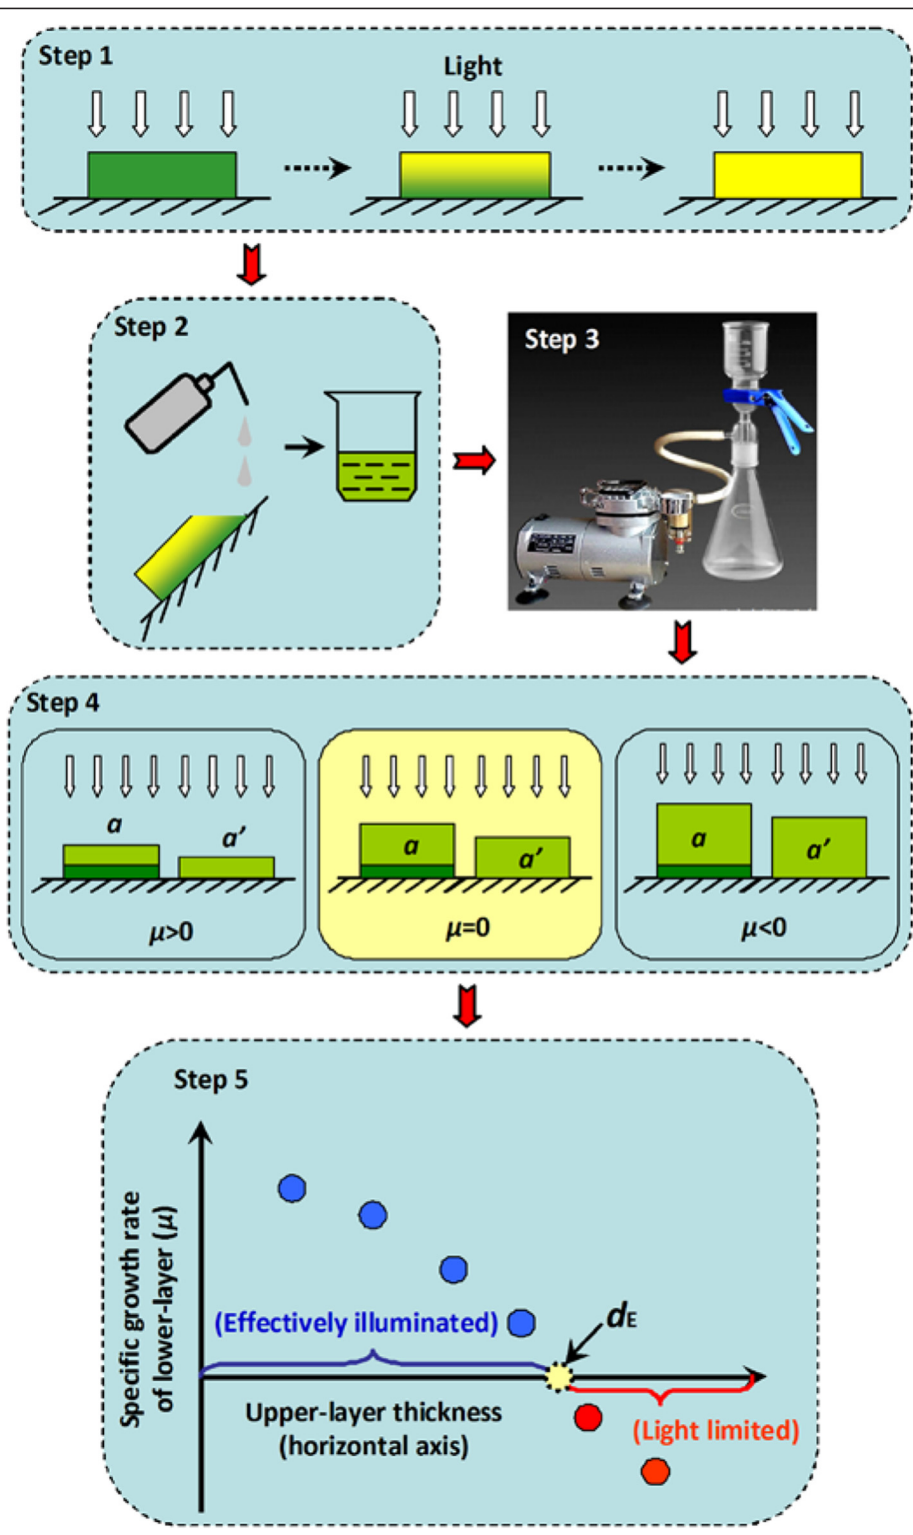 Step 1
Light
Step 2
Step 3
Step 4
a
a′
μ>0
a
a′
μ=0
a
a′
μ<0
Step 5
Specific growth rate
of lower-layer (μ)
(Effectively illuminated)
dE
Upper-layer thickness
(horizontal axis)
(Light limited)